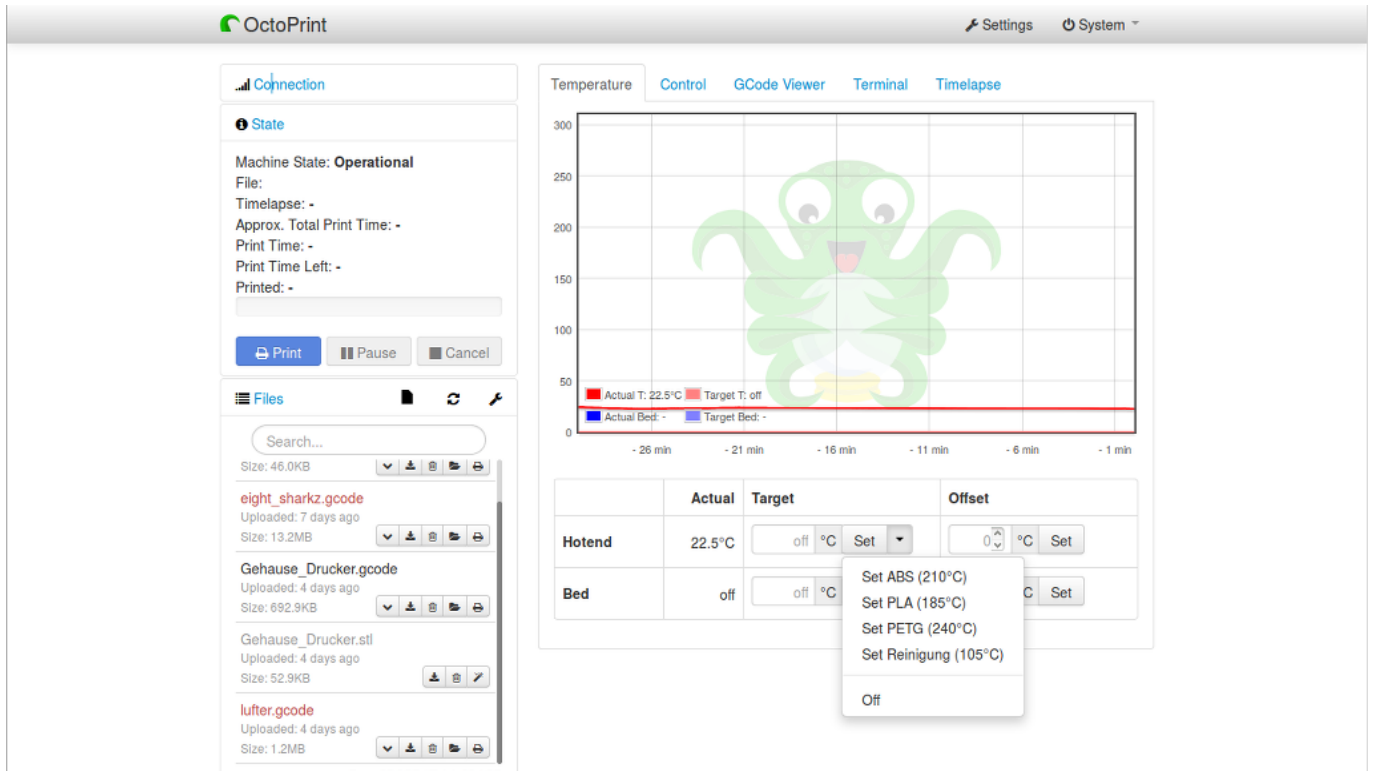 OctoPrint
Settings System
Connection
State
Machine State: Operational
File:
Timelapse: -
Approx. Total Print Time: -
Print Time: -
Print Time Left: -
Printed: -
Print Pause Cancel
Files
Search...
Size: 46.0KB
eight_sharkz.gcode
Uploaded: 7 days ago
Size: 13.2MB
Gehause_Drucker.gcode
Uploaded: 4 days ago
Size: 692.9KB
Gehause_Drucker.stl
Uploaded: 4 days ago
Size: 52.9KB
lufter.gcode
Uploaded: 4 days ago
Size: 1.2MB
Temperature Control GCode Viewer Terminal Timelapse
300
250
200
150
100
50
0
Actual T: 22.5°C Target T: off
Actual Bed: - Target Bed: -
- 26 min - 21 min - 16 min - 11 min - 6 min - 1 min
Actual Target Offset
Hotend 22.5°C off °C Set 0 °C Set
Bed off off °C C Set
Set ABS (210°C)
Set PLA (185°C)
Set PETG (240°C)
Set Reinigung (105°C)
Off